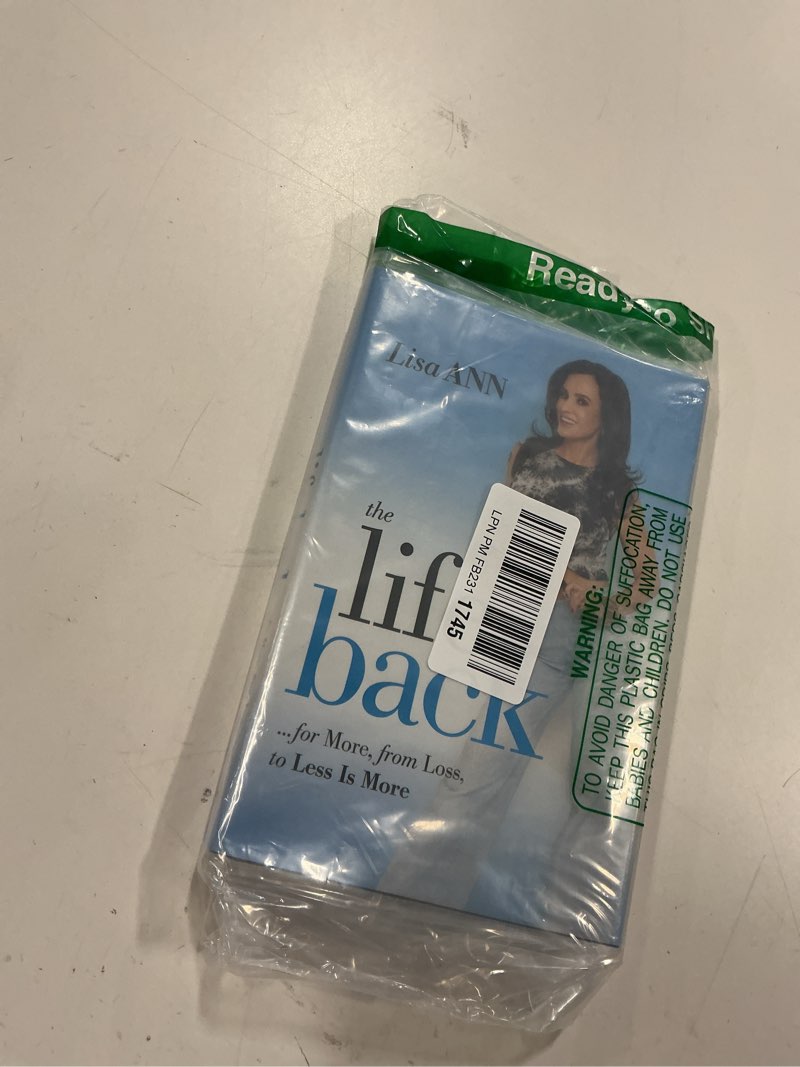 Ready to S
Lisa ANN
the
lif
back
...for More, from Loss,
to Less Is More
LPN PM FB231 1745
WARNING:
TO AVOID DANGER OF SUFFOCATION,
KEEP THIS PLASTIC BAG AWAY FROM
BABIES AND CHILDREN. DO NOT USE